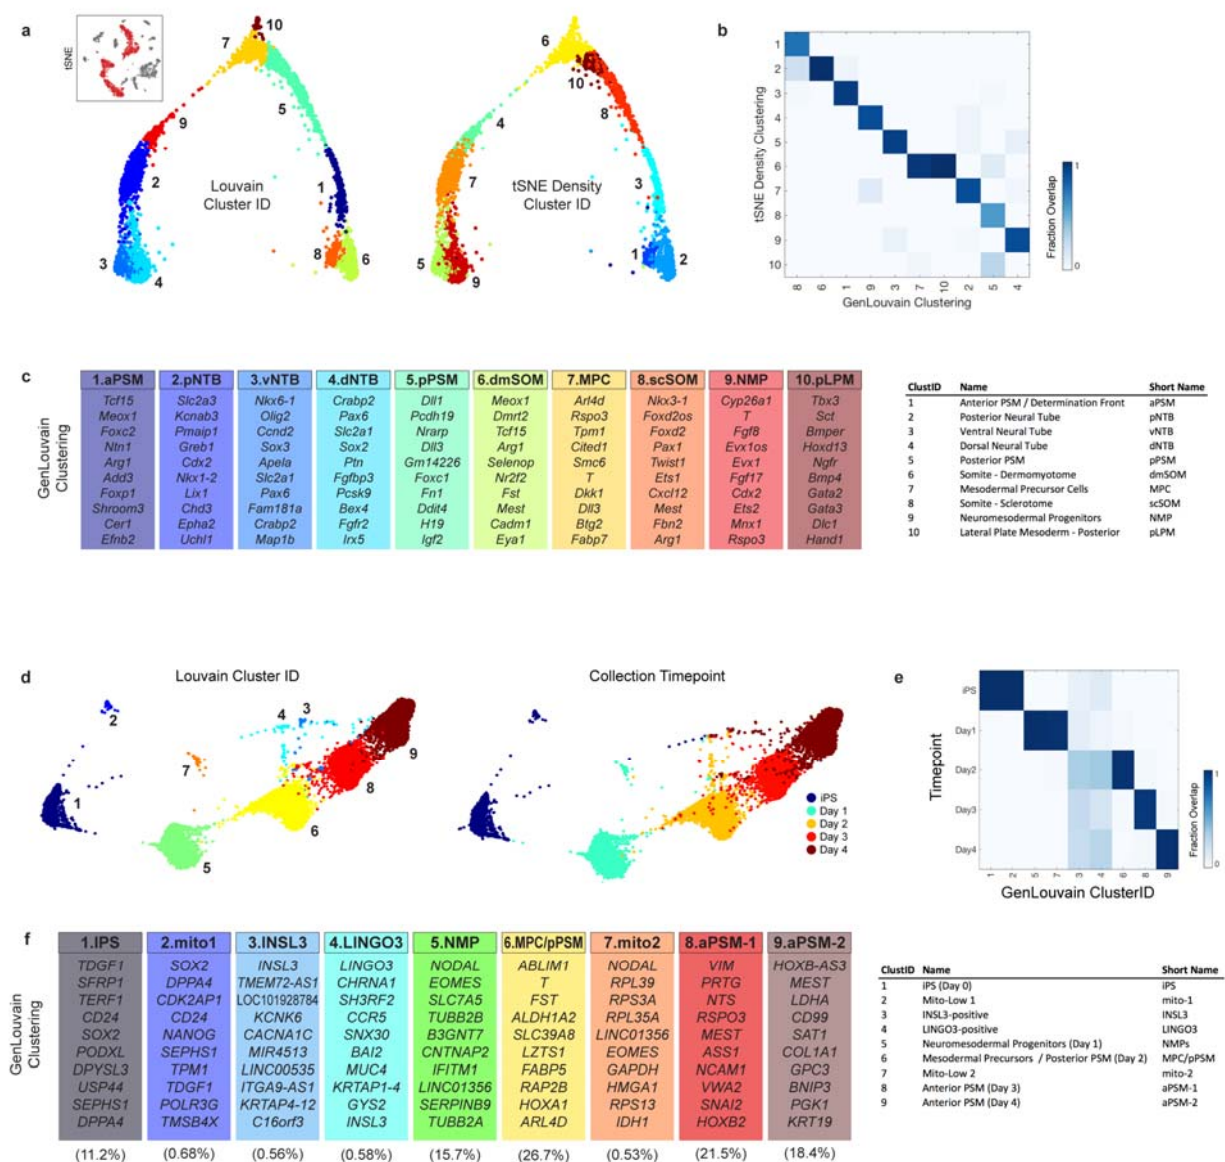 a
tSNE
10
7
5
9
2
Louvain
Cluster ID
1
3
4
8
6
6
10
8
4
7
tSNE Density
Cluster ID
3
5
9
1
2
b
tSNE Density Clustering
1
2
3
4
5
6
7
8
9
10
8 6 1 9 3 7 10 2 5 4
GenLouvain Clustering
Fraction Overlap
1
0
c
GenLouvain
Clustering
1.aPSM 2.pNTB 3.vNTB 4.dNTB 5.pPSM 6.dmSOM 7.MPC 8.scSOM 9.NMP 10.pLPM
Tcf15 Slc2a3 Nkx6-1 Crabp2 Dll1 Meox1 Arl4d Nkx3-1 Cyp26a1 Tbx3
Meox1 Kcnab3 Olig2 Pax6 Pcdh19 Dmrt2 Rspo3 Foxd2os T Sct
Foxc2 Pmaip1 Ccnd2 Slc2a1 Nrarp Tcf15 Tpm1 Foxd2 Fgf8 Bmper
Ntn1 Greb1 Sox3 Sox2 Dll3 Arg1 Cited1 Pax1 Evx1os Hoxd13
Arg1 Cdx2 Apela Ptn Gm14226 Selenop Smc6 Twist1 Evx1 Ngfr
Add3 Nkx1-2 Slc2a1 Fgfbp3 Foxc1 Nr2f2 T Ets1 Fgf17 Bmp4
Foxp1 Lix1 Pax6 Pcsk9 Fn1 Fst Dkk1 Cxcl12 Cdx2 Gata2
Shroom3 Chd3 Fam181a Bex4 Ddit4 Mest Dll3 Mest Ets2 Gata3
Cer1 Epha2 Crabp2 Fgfr2 H19 Cadm1 Btg2 Fbn2 Mnx1 Dlc1
Efnb2 Uchl1 Map1b Irx5 Igf2 Eya1 Fabp7 Arg1 Rspo3 Hand1
ClustID Name Short Name
1 Anterior PSM / Determination Front aPSM
2 Posterior Neural Tube pNTB
3 Ventral Neural Tube vNTB
4 Dorsal Neural Tube dNTB
5 Posterior PSM pPSM
6 Somite - Dermomyotome dmSOM
7 Mesodermal Precursor Cells MPC
8 Somite - Sclerotome scSOM
9 Neuromesodermal Progenitors NMP
10 Lateral Plate Mesoderm - Posterior pLPM
d
Louvain Cluster ID
2
3
4
9
7
1
8
6
5
Collection Timepoint
iPS
Day 1
Day 2
Day 3
Day 4
e
Timepoint
iPS
Day1
Day2
Day3
Day4
1 2 5 7 3 4 6 8 9
GenLouvain ClusterID
Fraction Overlap
1
0
f
GenLouvain
Clustering
1.IPS 2.mito1 3.INSL3 4.LINGO3 5.NMP 6.MPC/pPSM 7.mito2 8.aPSM-1 9.aPSM-2
TDGF1 SOX2 INSL3 LINGO3 NODAL ABLIM1 NODAL VIM HOXB-AS3
SFRP1 DPPA4 TMEM72-AS1 CHRNA1 EOMES T RPL39 PRTG MEST
TERF1 CDK2AP1 LOC101928784 SH3RF2 SLC7A5 FST RPS3A NTS LDHA
CD24 CD24 KCNK6 CCR5 TUBB2B ALDH1A2 RPL35A RSPO3 CD99
SOX2 NANOG CACNA1C SNX30 B3GNT7 SLC39A8 LINC01356 MEST SAT1
PODXL SEPHS1 MIR4513 BAI2 CNTNAP2 LZTS1 EOMES ASS1 COL1A1
DPYSL3 TPM1 LINC00535 MUC4 IFITM1 FABP5 GAPDH NCAM1 GPC3
USP44 TDGF1 ITGA9-AS1 KRTAP1-4 LINC01356 RAP2B HMGA1 VWA2 BNIP3
SEPHS1 POLR3G KRTAP4-12 GYS2 SERPINB9 HOXA1 RPS13 SNAI2 PGK1
DPPA4 TMSB4X C16orf3 INSL3 TUBB2A ARL4D IDH1 HOXB2 KRT19
(11.2%) (0.68%) (0.56%) (0.58%) (15.7%) (26.7%) (0.53%) (21.5%) (18.4%)
ClustID Name Short Name
1 iPS (Day 0) iPS
2 Mito-Low 1 mito-1
3 INSL3-positive INSL3
4 LINGO3-positive LINGO3
5 Neuromesodermal Progenitors (Day 1) NMPs
6 Mesodermal Precursors / Posterior PSM (Day 2) MPC/pPSM
7 Mito-Low 2 mito-2
8 Anterior PSM (Day 3) aPSM-1
9 Anterior PSM (Day 4) aPSM-2